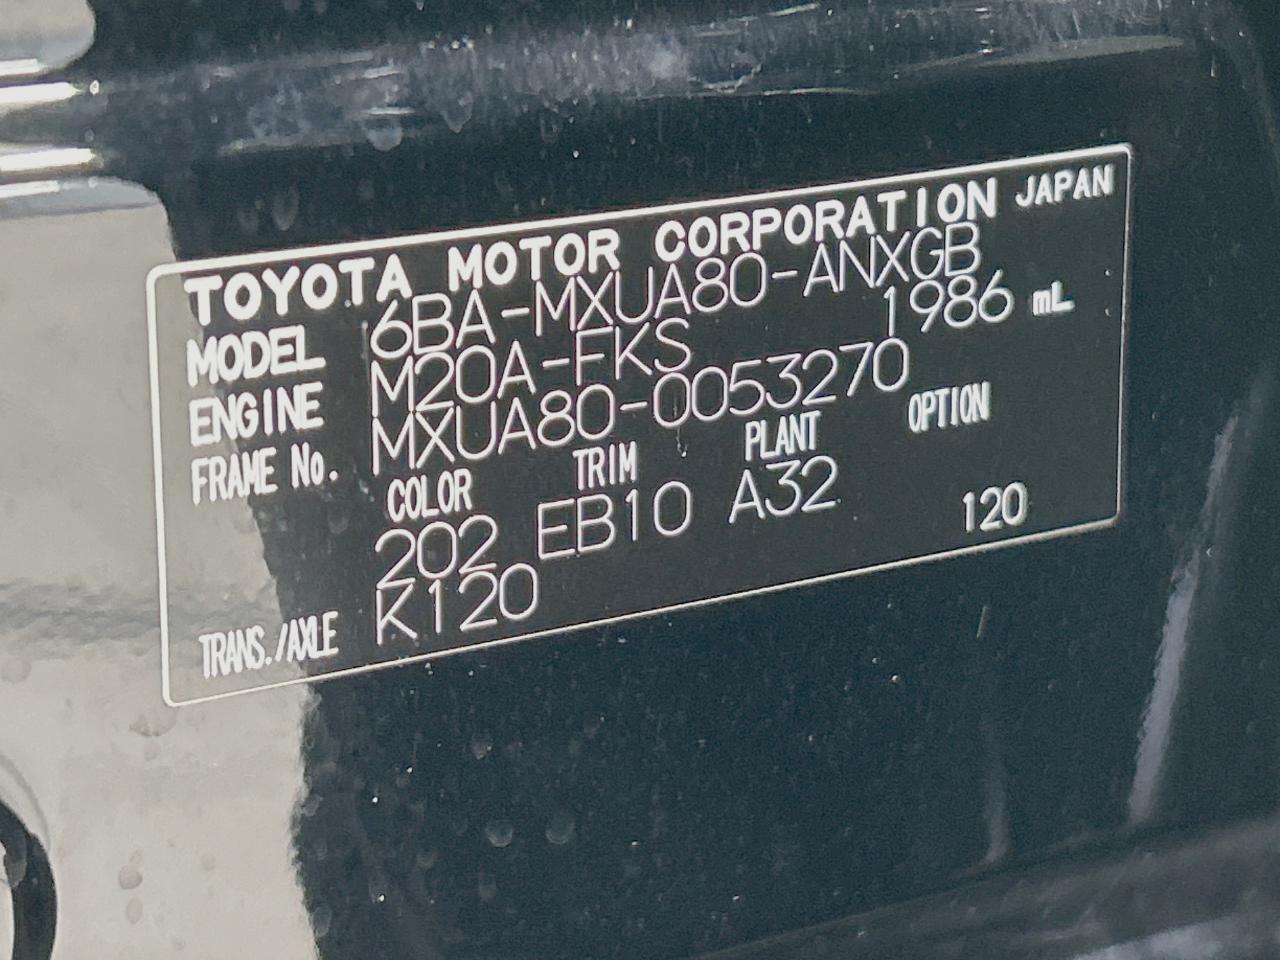 TOYOTA MOTOR CORPORATION JAPAN
MODEL 6BA-MXUA80-ANXGB
ENGINE M20A-FKS 1986 mL
FRAME No. MXUA80-0053270
COLOR TRIM PLANT OPTION
202 EB10 A32 120
TRANS./AXLE K120